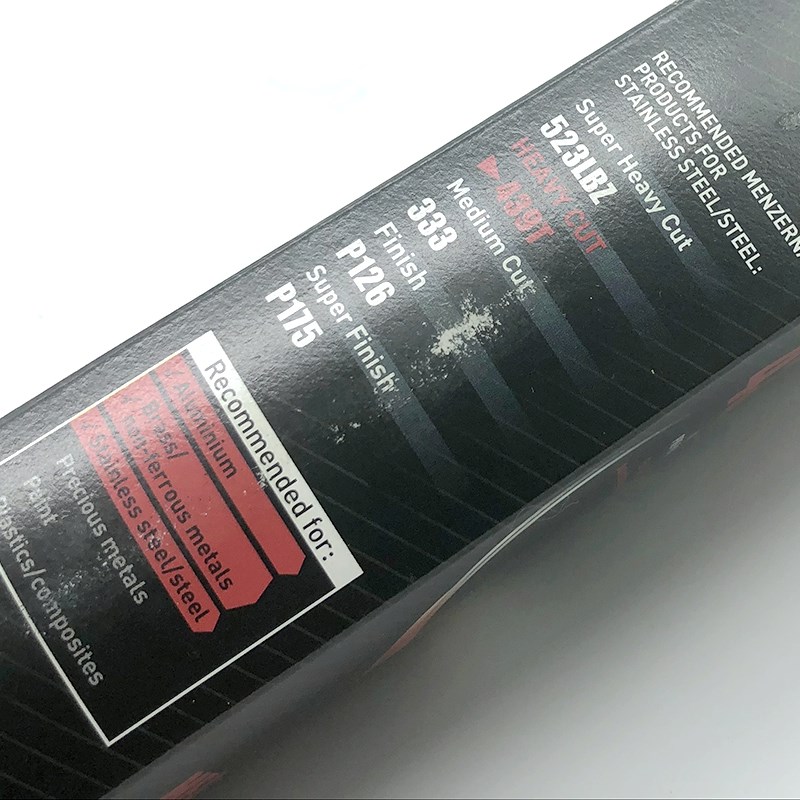 RECOMMENDED MENZERNA
PRODUCTS FOR
STAINLESS STEEL/STEEL:
Super Heavy Cut
523LBZ
HEAVY CUT
▶ 439T
Medium Cut
333
Finish
P126
Super Finish
P175
Recommended for:
✓ Aluminium
✓ Brass/
non-ferrous metals
✓ Stainless steel/steel
Precious metals
Paint
Plastics/composites